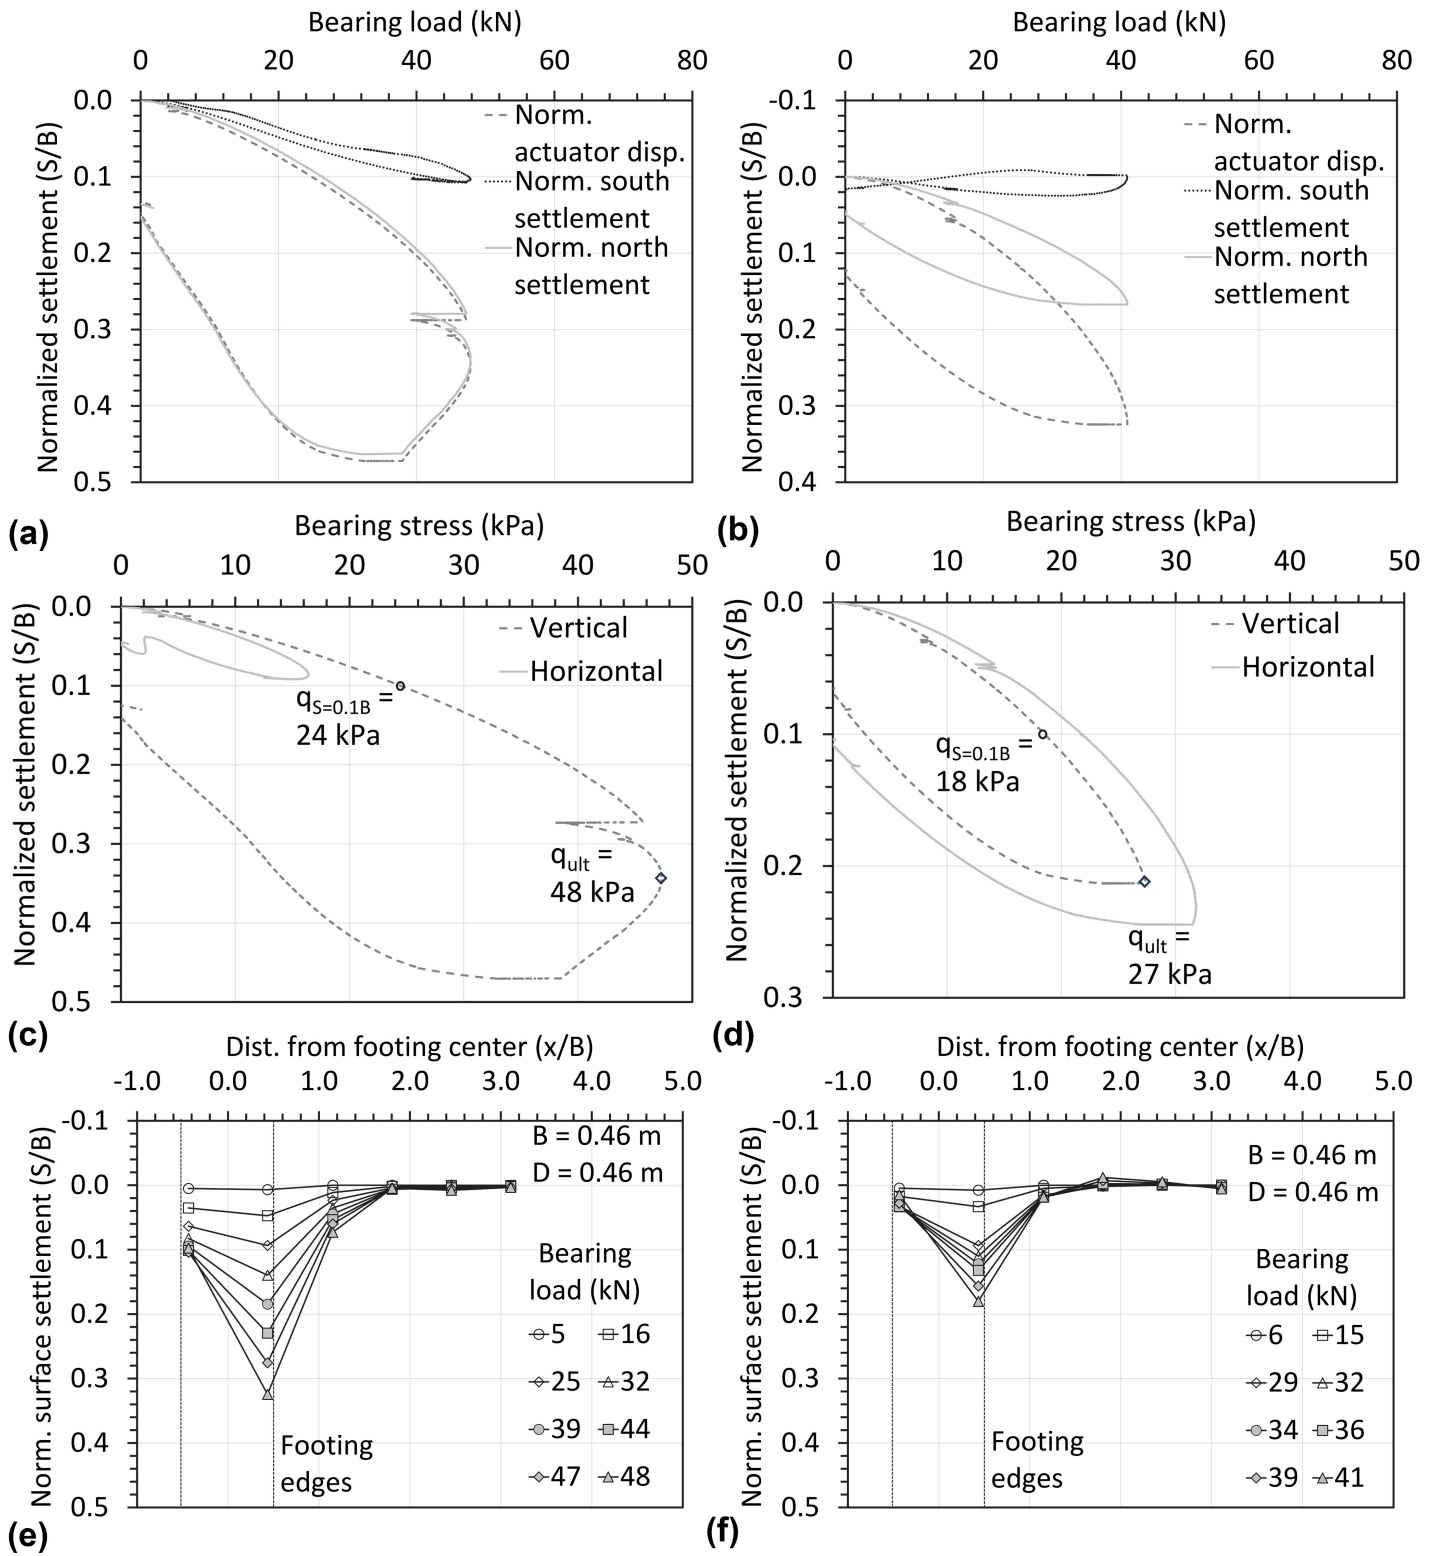 Bearing load (kN)
0 20 40 60 80
0.0
0.1
0.2
0.3
0.4
0.5
Normalized settlement (S/B)
Norm.
actuator disp.
Norm. south
settlement
Norm. north
settlement
(a)
Bearing load (kN)
0 20 40 60 80
-0.1
0.0
0.1
0.2
0.3
0.4
Normalized settlement (S/B)
Norm.
actuator disp.
Norm. south
settlement
Norm. north
settlement
(b)
Bearing stress (kPa)
0 10 20 30 40 50
0.0
0.1
0.2
0.3
0.4
0.5
Normalized settlement (S/B)
Vertical
Horizontal
qS=0.1B =
24 kPa
qult =
48 kPa
(c)
Bearing stress (kPa)
0 10 20 30 40 50
0.0
0.1
0.2
0.3
Normalized settlement (S/B)
Vertical
Horizontal
qS=0.1B =
18 kPa
qult =
27 kPa
(d)
Dist. from footing center (x/B)
-1.0 0.0 1.0 2.0 3.0 5.0
-0.1
0.0
0.1
0.2
0.3
0.4
0.5
Norm. surface settlement (S/B)
B = 0.46 m
D = 0.46 m
Bearing
load (kN)
5 16
25 32
39 44
47 48
Footing
edges
(e)
Dist. from footing center (x/B)
-1.0 0.0 1.0 2.0 3.0 4.0 5.0
-0.1
0.0
0.1
0.2
0.3
0.4
0.5
Norm. surface settlement (S/B)
B = 0.46 m
D = 0.46 m
Bearing
load (kN)
6 15
29 32
34 36
39 41
Footing
edges
(f)